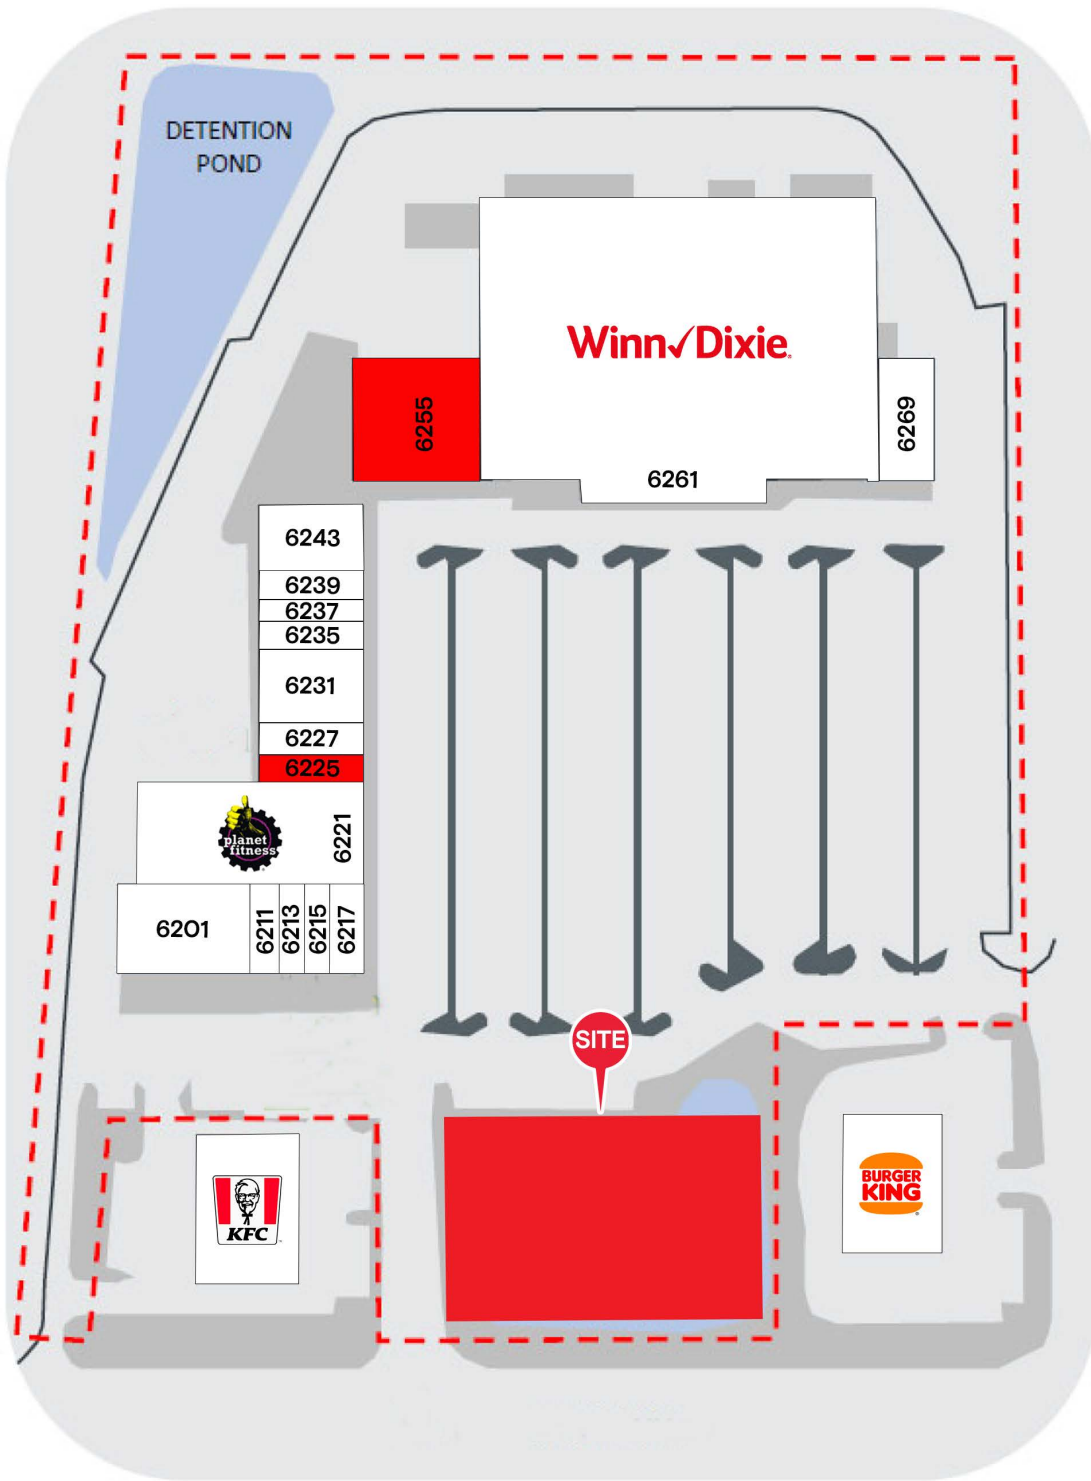 DETENTION
POND
Winn✓Dixie
6255
6269
6261
6243
6239
6237
6235
6231
6227
6225
planet
fitness
6221
6201
6211
6213
6215
6217
SITE
KFC
BURGER
KING